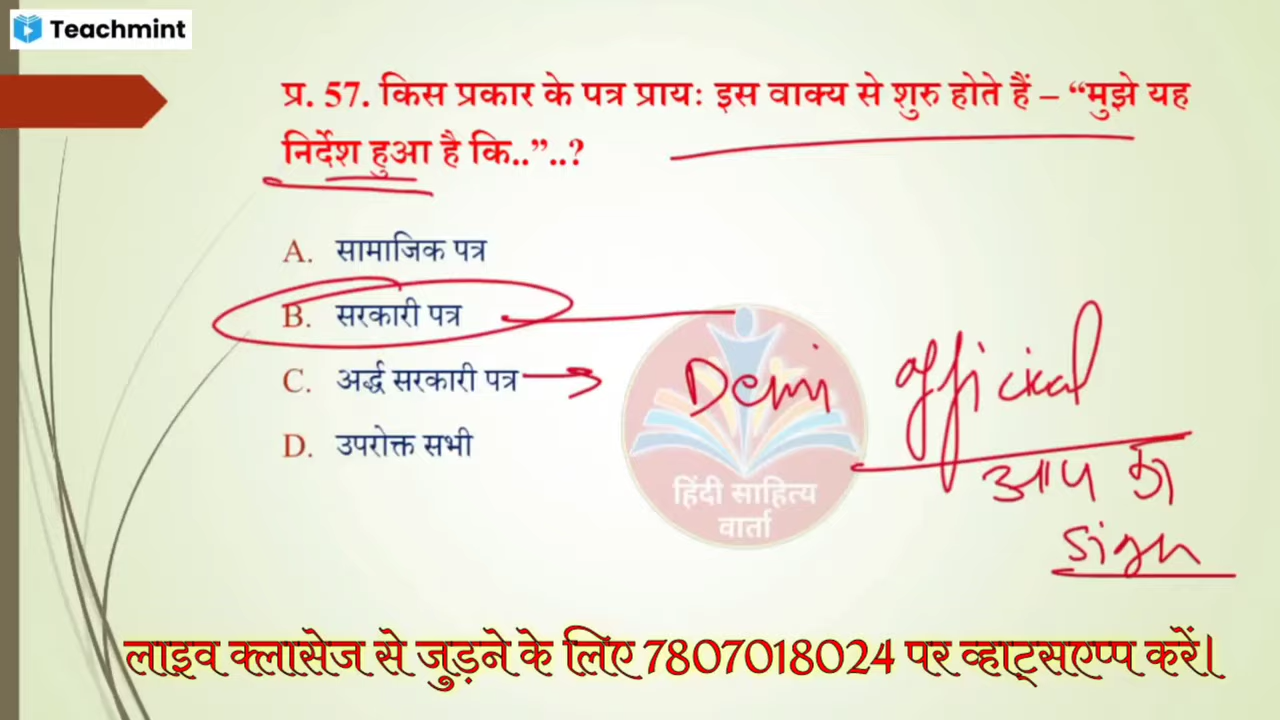 Teachmint
प्र. 57. किस प्रकार के पत्र प्रायः इस वाक्य से शुरु होते हैं – “मुझे यह
निर्देश हुआ है कि..”..?
A. सामाजिक पत्र
B. सरकारी पत्र
C. अर्द्ध सरकारी पत्र
Demi official
D. उपरोक्त सभी
आप का
sign
हिंदी साहित्य
वार्ता
लाइव क्लासेज से जुड़ने के लिए 7807018024 पर व्हाट्सएप्प करें।